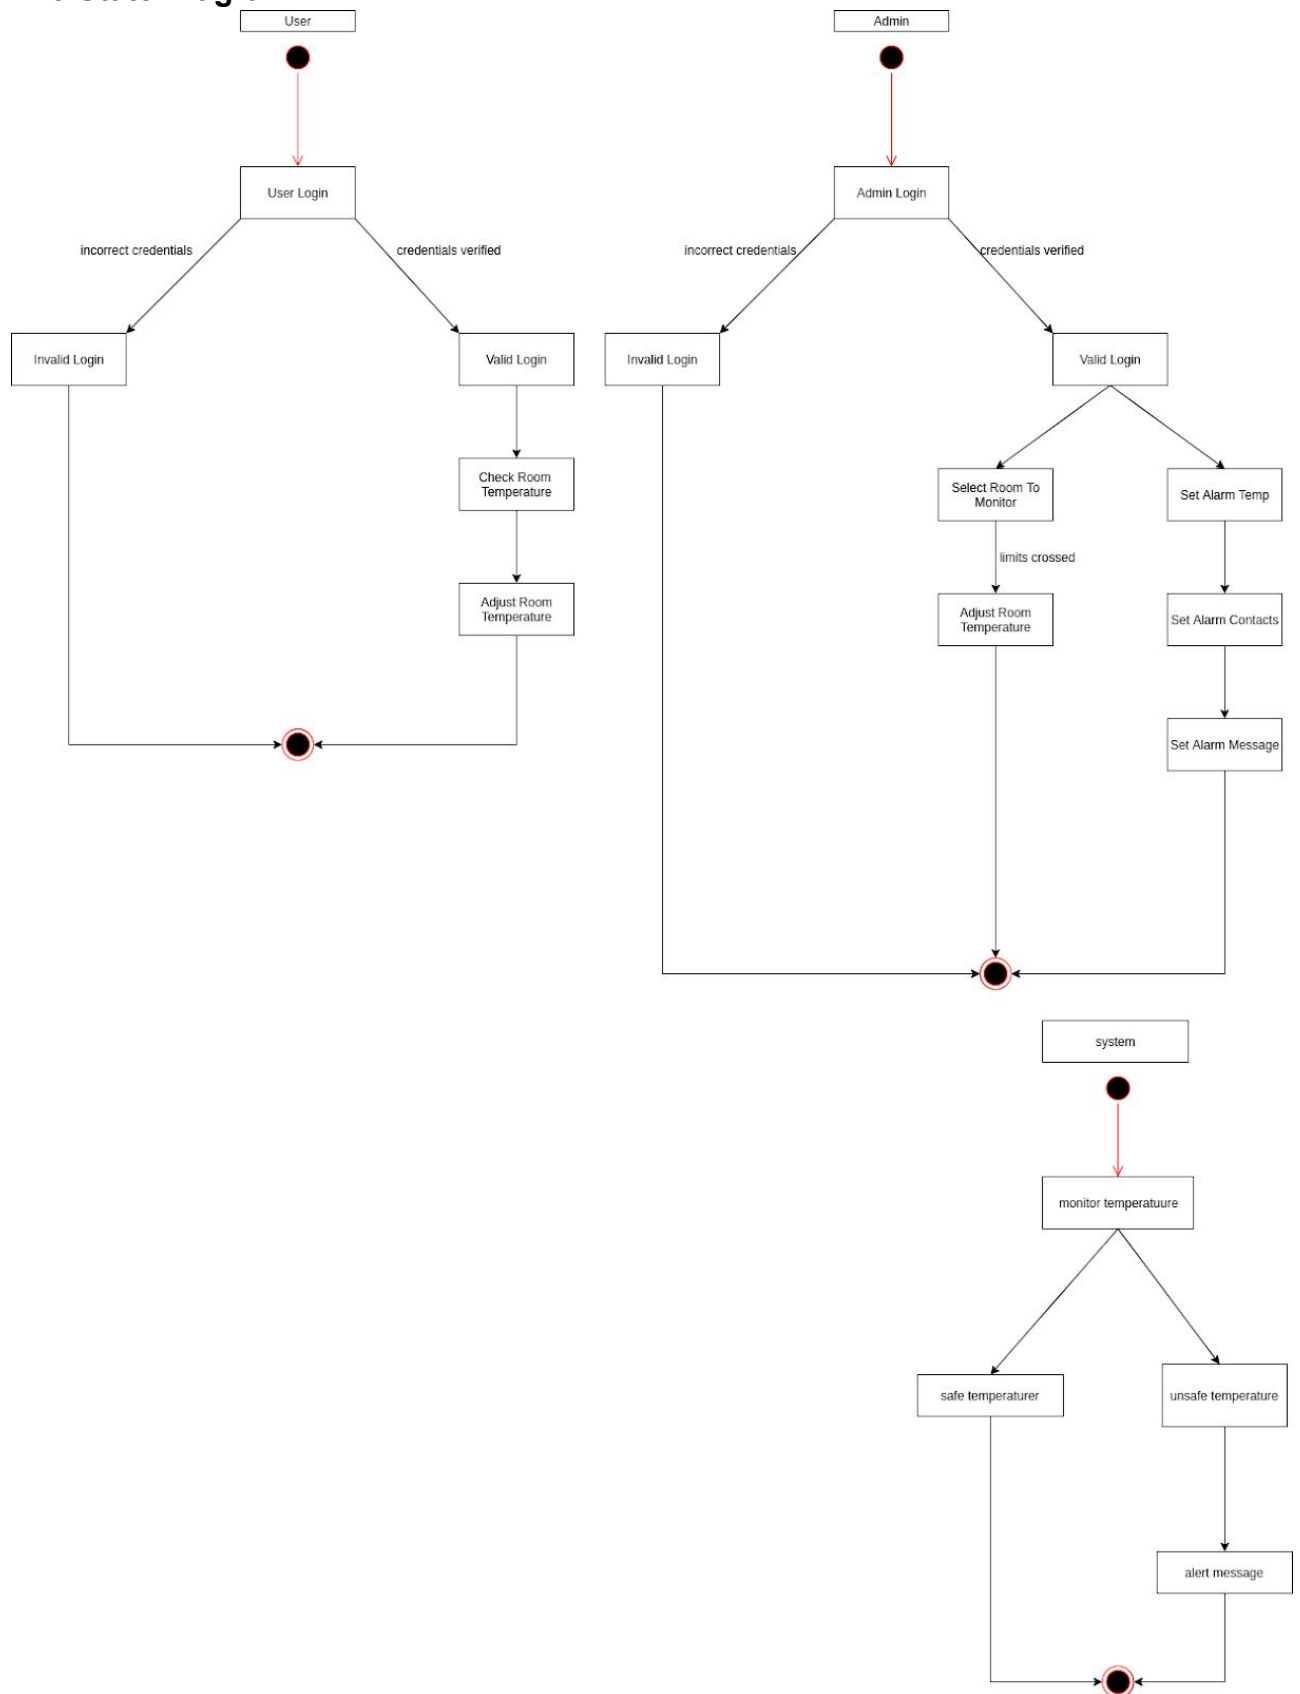 User
User Login
incorrect credentials
credentials verified
Invalid Login
Valid Login
Check Room
Temperature
Adjust Room
Temperature
Admin
Admin Login
incorrect credentials
credentials verified
Invalid Login
Valid Login
Select Room To
Monitor
limits crossed
Adjust Room
Temperature
Set Alarm Temp
Set Alarm Contacts
Set Alarm Message
system
monitor temperatuure
safe temperaturer
unsafe temperature
alert message